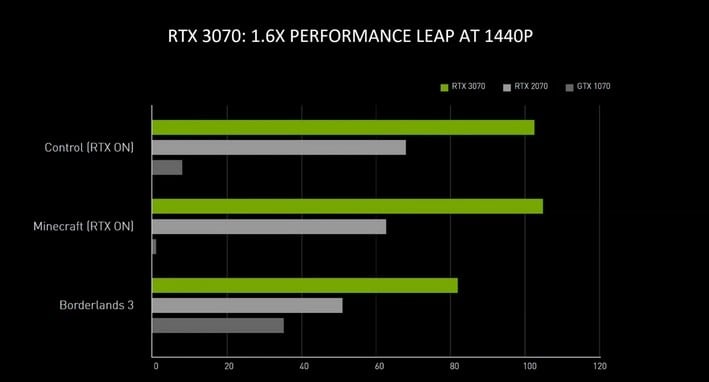 RTX 3070: 1.6X PERFORMANCE LEAP AT 1440P
RTX 3070 RTX 2070 GTX 1070
Control (RTX ON)
Minecraft (RTX ON)
Borderlands 3
0 20 40 60 80 100 120